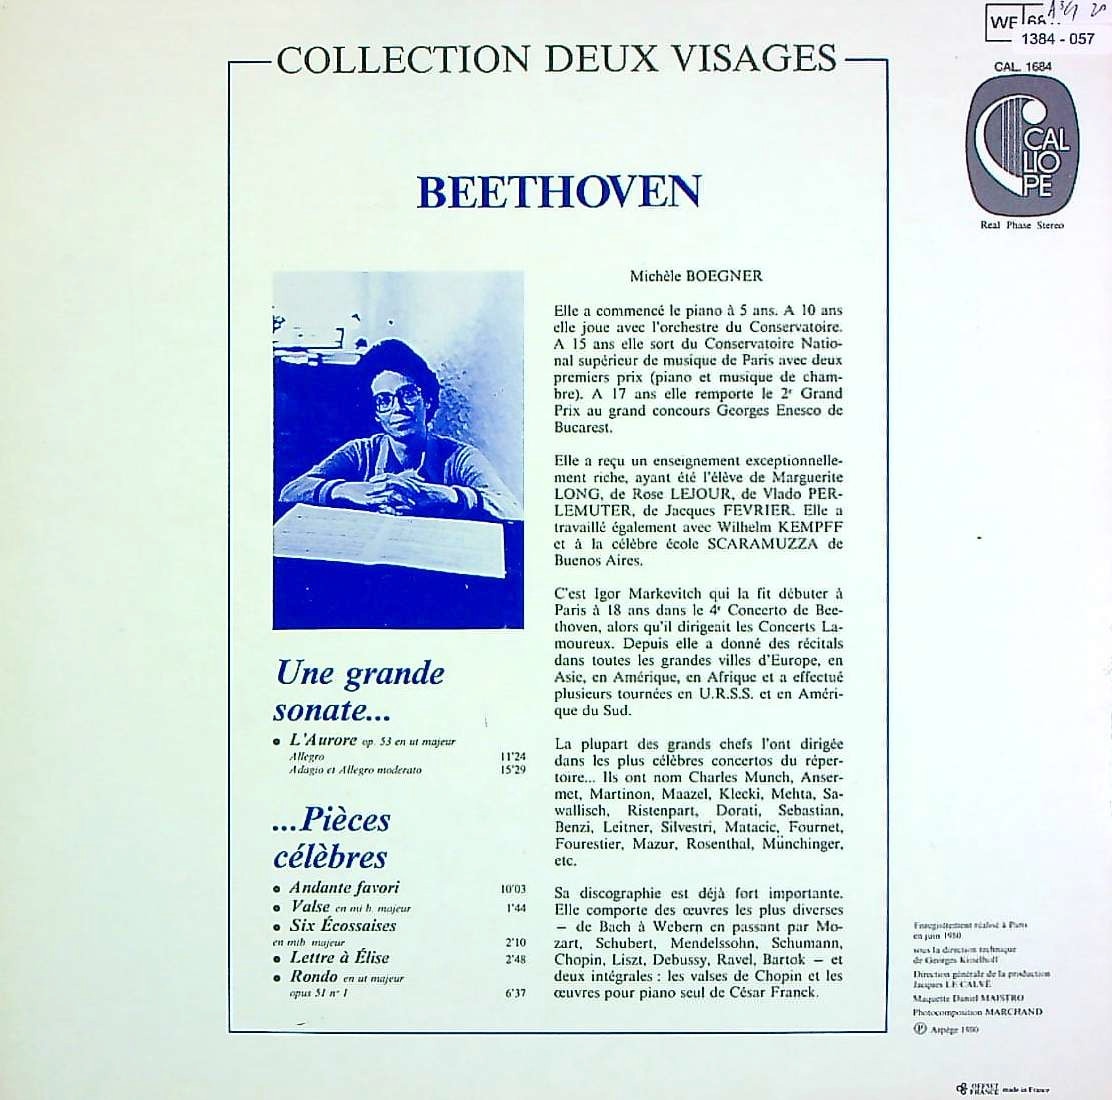 WE
1384 - 057
CAL. 1684
CALLIOPE
Real Phase Stereo
COLLECTION DEUX VISAGES
BEETHOVEN
Michèle BOEGNER
Elle a commencé le piano à 5 ans. A 10 ans
elle joue avec l'orchestre du Conservatoire.
A 15 ans elle sort du Conservatoire Natio-
nal supérieur de musique de Paris avec deux
premiers prix (piano et musique de cham-
bre). A 17 ans elle remporte le 2e Grand
Prix au grand concours Georges Enesco de
Bucarest.
Elle a reçu un enseignement exceptionnelle-
ment riche, ayant été l'élève de Marguerite
LONG, de Rose LEJOUR, de Vlado PER-
LEMUTER, de Jacques FEVRIER. Elle a
travaillé également avec Wilhelm KEMPFF
et à la célèbre école SCARAMUZZA de
Buenos Aires.
C'est Igor Markevitch qui la fit débuter à
Paris à 18 ans dans le 4e Concerto de Bee-
thoven, alors qu'il dirigeait les Concerts La-
moureux. Depuis elle a donné des récitals
dans toutes les grandes villes d'Europe, en
Asie, en Amérique, en Afrique et a effectué
plusieurs tournées en U.R.S.S. et en Améri-
que du Sud.
La plupart des grands chefs l'ont dirigée
dans les plus célèbres concertos du réper-
toire... Ils ont nom Charles Munch, Anser-
met, Martinon, Maazel, Klecki, Mehta, Sa-
wallisch, Ristenpart, Dorati, Sebastian,
Benzi, Leitner, Silvestri, Matacic, Fournet,
Fourestier, Mazur, Rosenthal, Münchinger,
etc.
Sa discographie est déjà fort importante.
Elle comporte des œuvres les plus diverses
— de Bach à Webern en passant par Mo-
zart, Schubert, Mendelssohn, Schumann,
Chopin, Liszt, Debussy, Ravel, Bartok — et
deux intégrales : les valses de Chopin et les
œuvres pour piano seul de César Franck.
Une grande
sonate...
• L'Aurore op. 53 en ut majeur
Allegro 11'24
Adagio et Allegro moderato 15'29
...Pièces
célèbres
• Andante favori 10'03
• Valse en mi b. majeur 1'44
• Six Écossaises
en mib majeur 2'10
• Lettre à Élise 2'48
• Rondo en ut majeur
opus 51 n° 1 6'37
Enregistrement réalisé à Paris
en juin 1980
sous la direction technique
de Georges Kisselhoff
Direction générale de la production
Jacques LE CALVÉ
Maquette Daniel MAISTRO
Photocomposition MARCHAND
Ⓟ Arpège 1980
OFFSET
FRANCE made in France